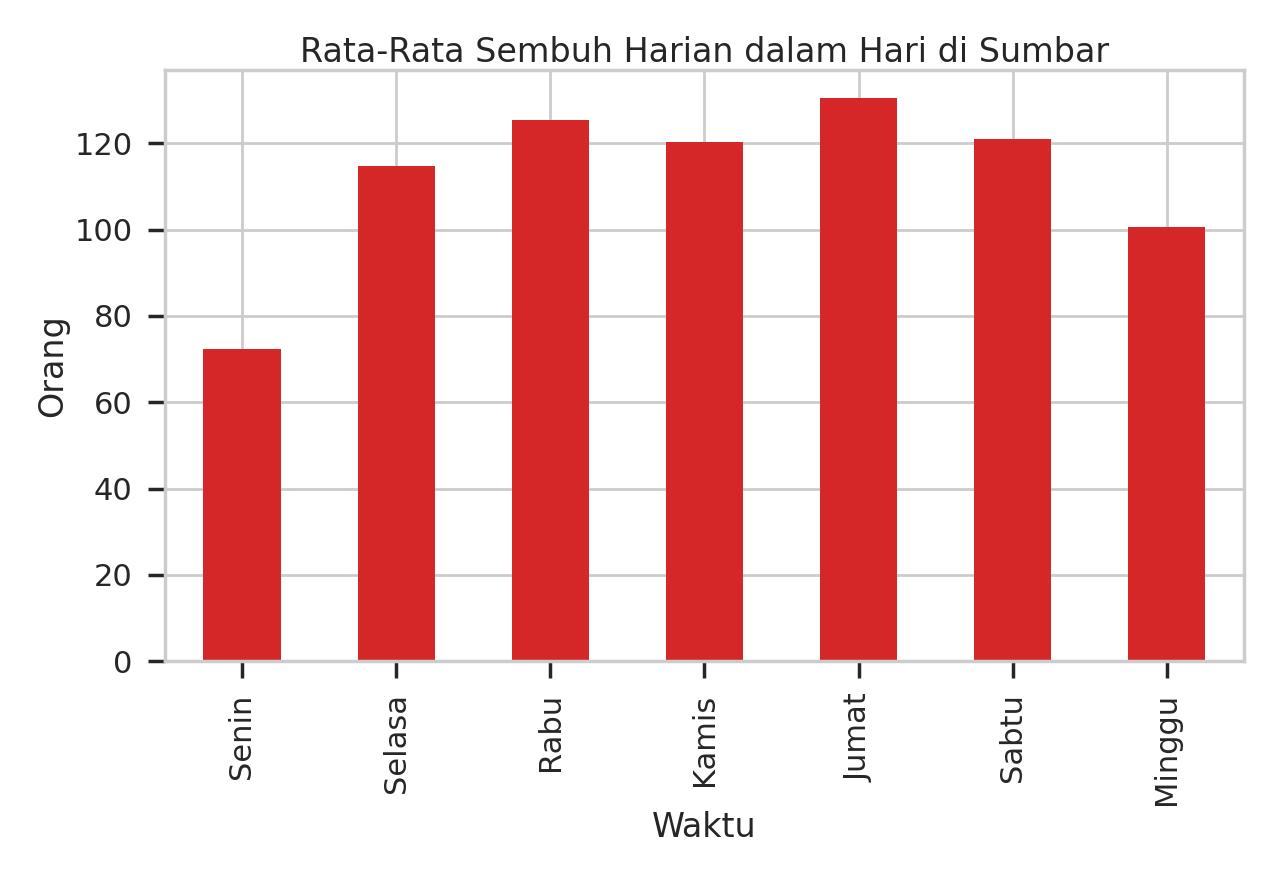 Rata-Rata Sembuh Harian dalam Hari di Sumbar
120
100
80
60
40
20
0
Orang
Senin
Selasa
Rabu
Kamis
Jumat
Sabtu
Minggu
Waktu